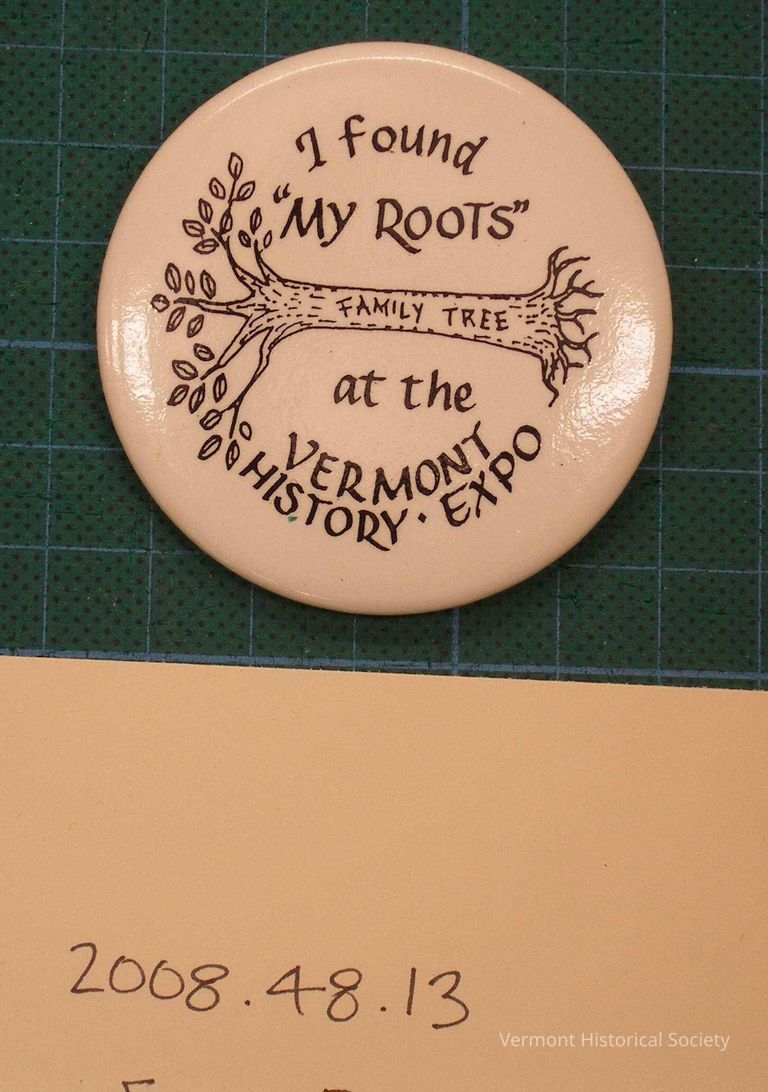 I found
"MY ROOTS"
FAMILY TREE
at the
VERMONT
HISTORY · EXPO
2008.48.13
Vermont Historical Society